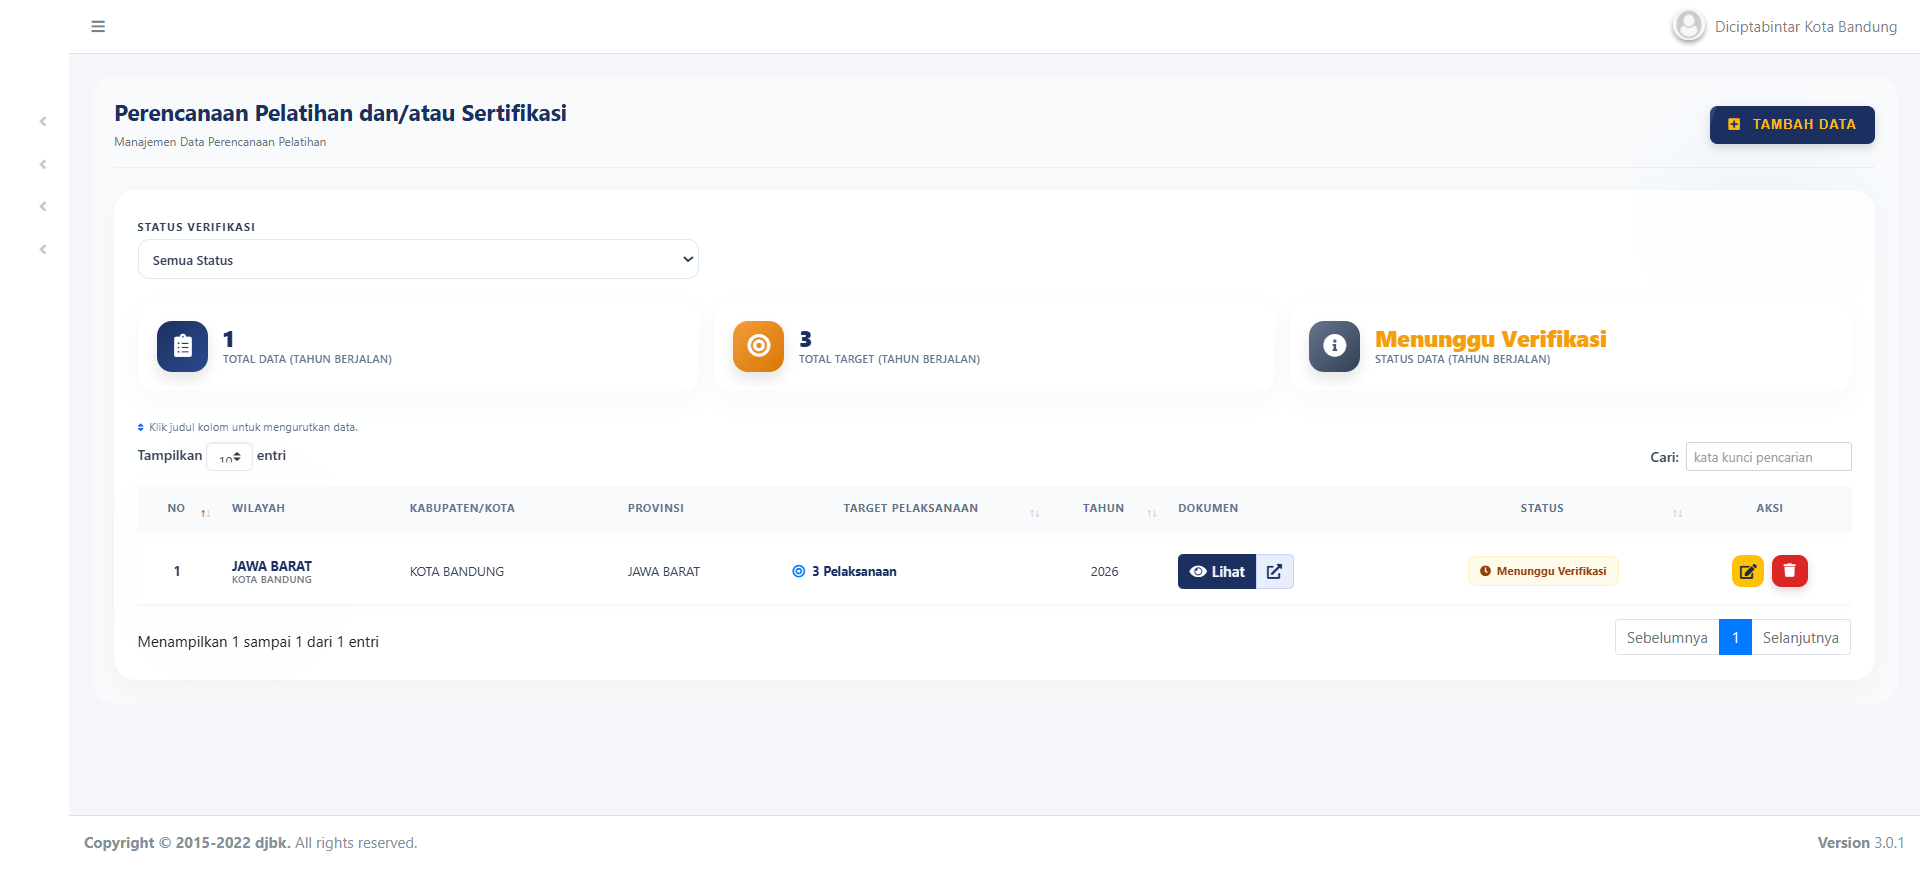 Diciptabintar Kota Bandung
Perencanaan Pelatihan dan/atau Sertifikasi
Manajemen Data Perencanaan Pelatihan
TAMBAH DATA
STATUS VERIFIKASI
Semua Status
1
TOTAL DATA (TAHUN BERJALAN)
3
TOTAL TARGET (TAHUN BERJALAN)
Menunggu Verifikasi
STATUS DATA (TAHUN BERJALAN)
Klik judul kolom untuk mengurutkan data.
Tampilkan 10 entri
Cari: kata kunci pencarian
NO WILAYAH KABUPATEN/KOTA PROVINSI TARGET PELAKSANAAN TAHUN DOKUMEN STATUS AKSI
1 JAWA BARAT KOTA BANDUNG JAWA BARAT 3 Pelaksanaan 2026 Lihat Menunggu Verifikasi
KOTA BANDUNG
Menampilkan 1 sampai 1 dari 1 entri
Sebelumnya 1 Selanjutnya
Copyright © 2015-2022 djbk. All rights reserved.
Version 3.0.1